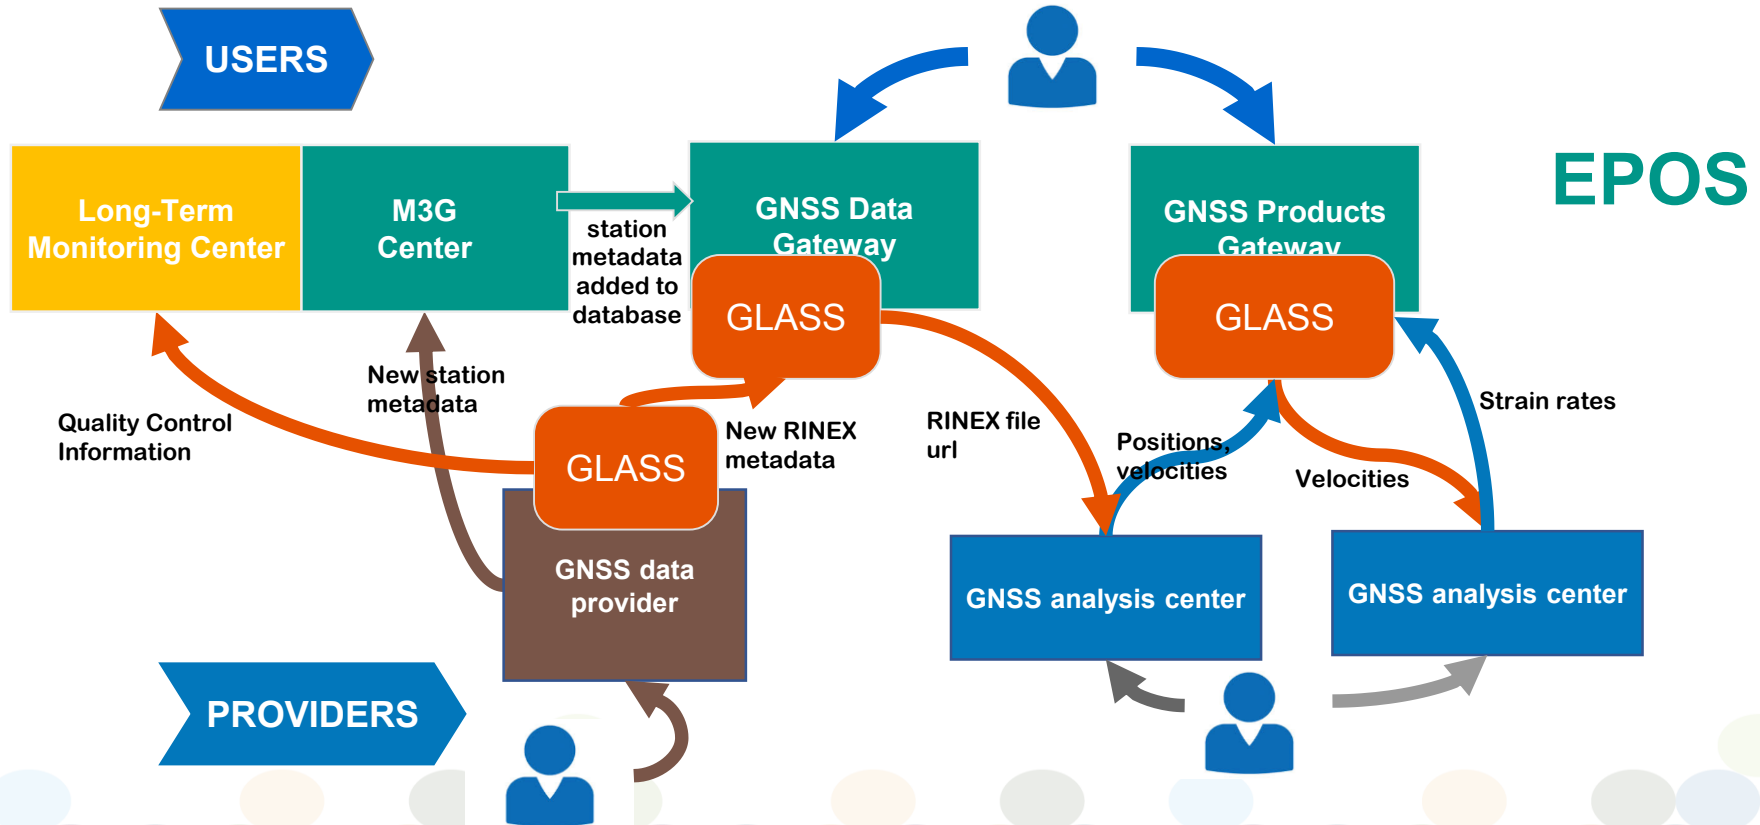 USERS
EPOS
Long-Term
Monitoring Center
M3G
Center
station
metadata
added to
database
GNSS Data
Gateway
GLASS
GNSS Products
Gateway
GLASS
Quality Control
Information
New station
metadata
GLASS
New RINEX
metadata
RINEX file
url
Positions,
velocities
Velocities
Strain rates
GNSS data
provider
GNSS analysis center
GNSS analysis center
PROVIDERS